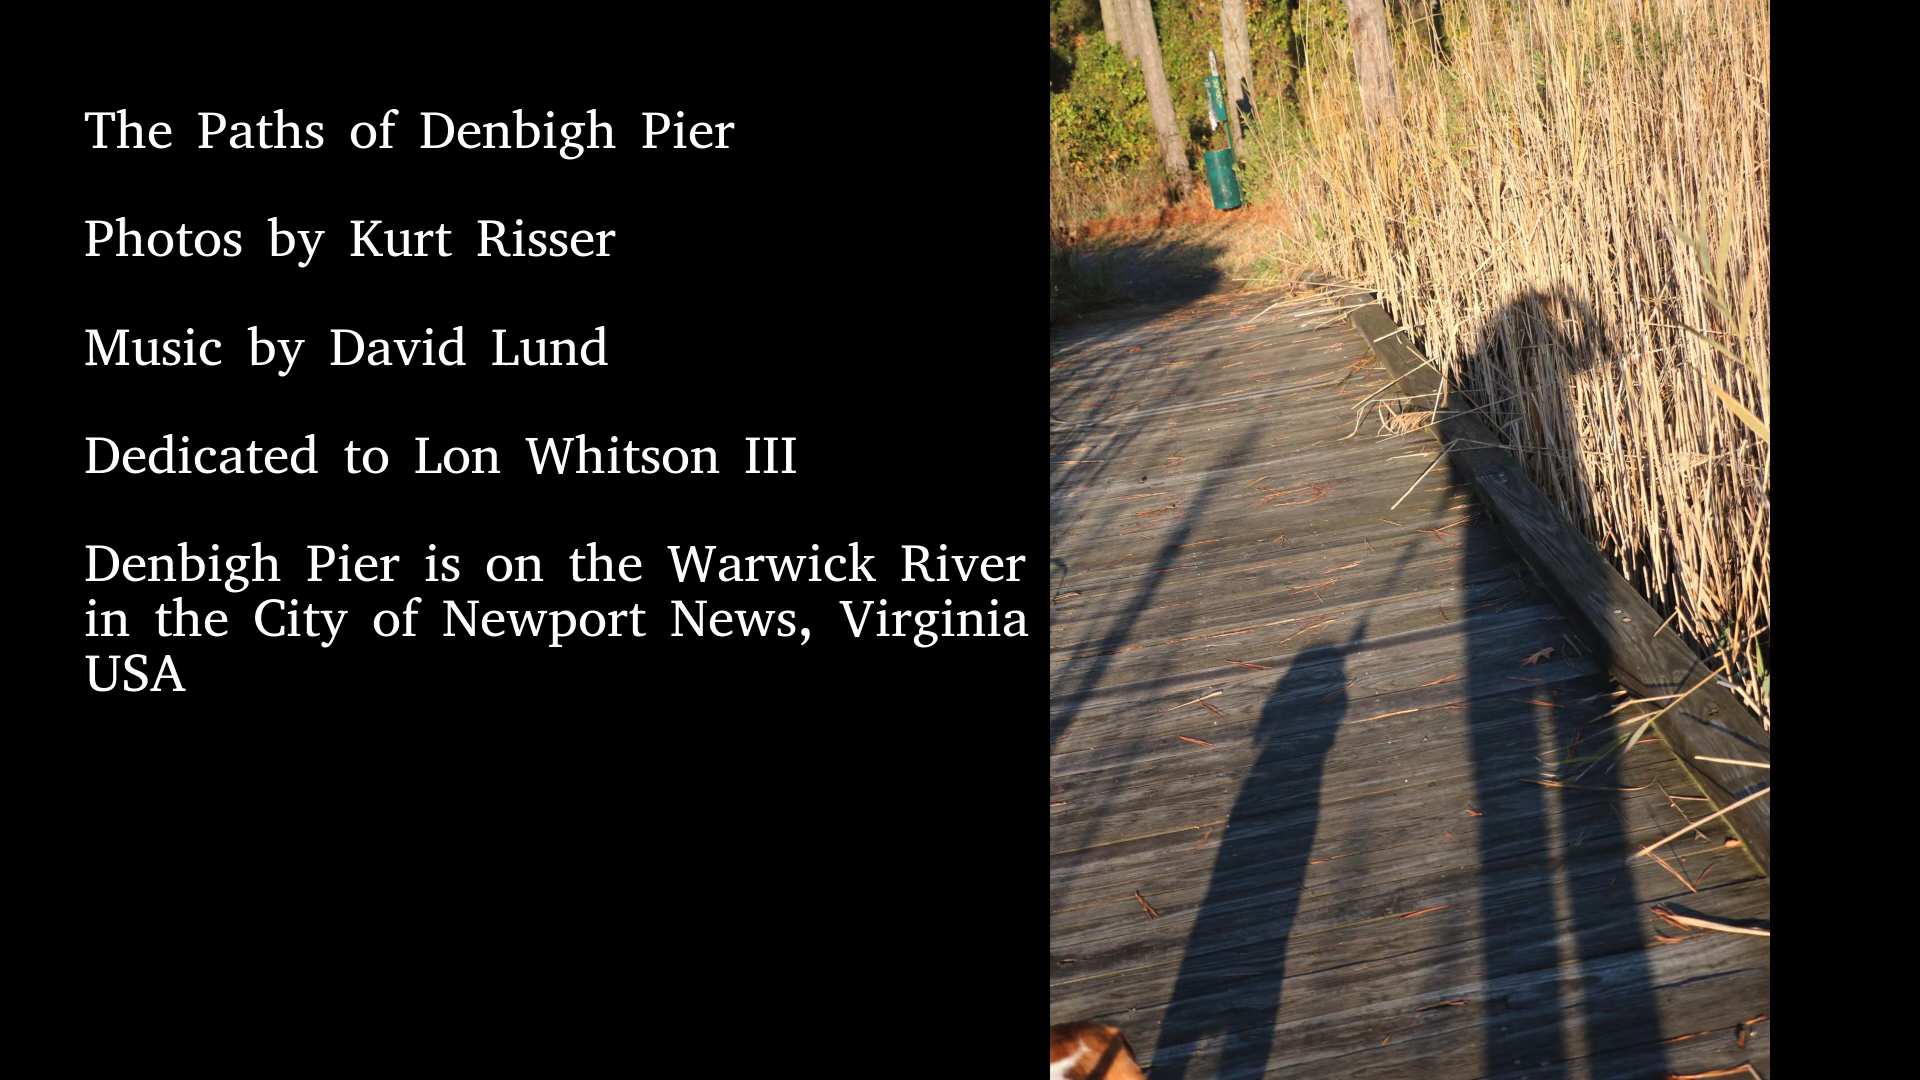 The Paths of Denbigh Pier
Photos by Kurt Risser
Music by David Lund
Dedicated to Lon Whitson III
Denbigh Pier is on the Warwick River
in the City of Newport News, Virginia
USA